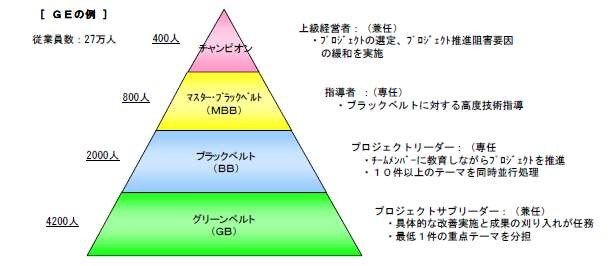 ［ GEの例 ］
従業員数：27万人
400人
チャンピオン
上級経営者：（兼任）
・プロジェクトの選定、プロジェクト推進阻害要因
の緩和を実施
800人
マスター・ブラックベルト
（MBB）
指導者：（専任）
・ブラックベルトに対する高度技術指導
2000人
ブラックベルト
（BB）
プロジェクトリーダー：（専任
・チームメンバーに教育しながらプロジェクトを推進
・１０件以上のテーマを同時並行処理
4200人
グリーンベルト
（GB）
プロジェクトサブリーダー：（兼任）
・具体的な改善実施と成果の刈り入れが任務
・最低１件の重点テーマを分担